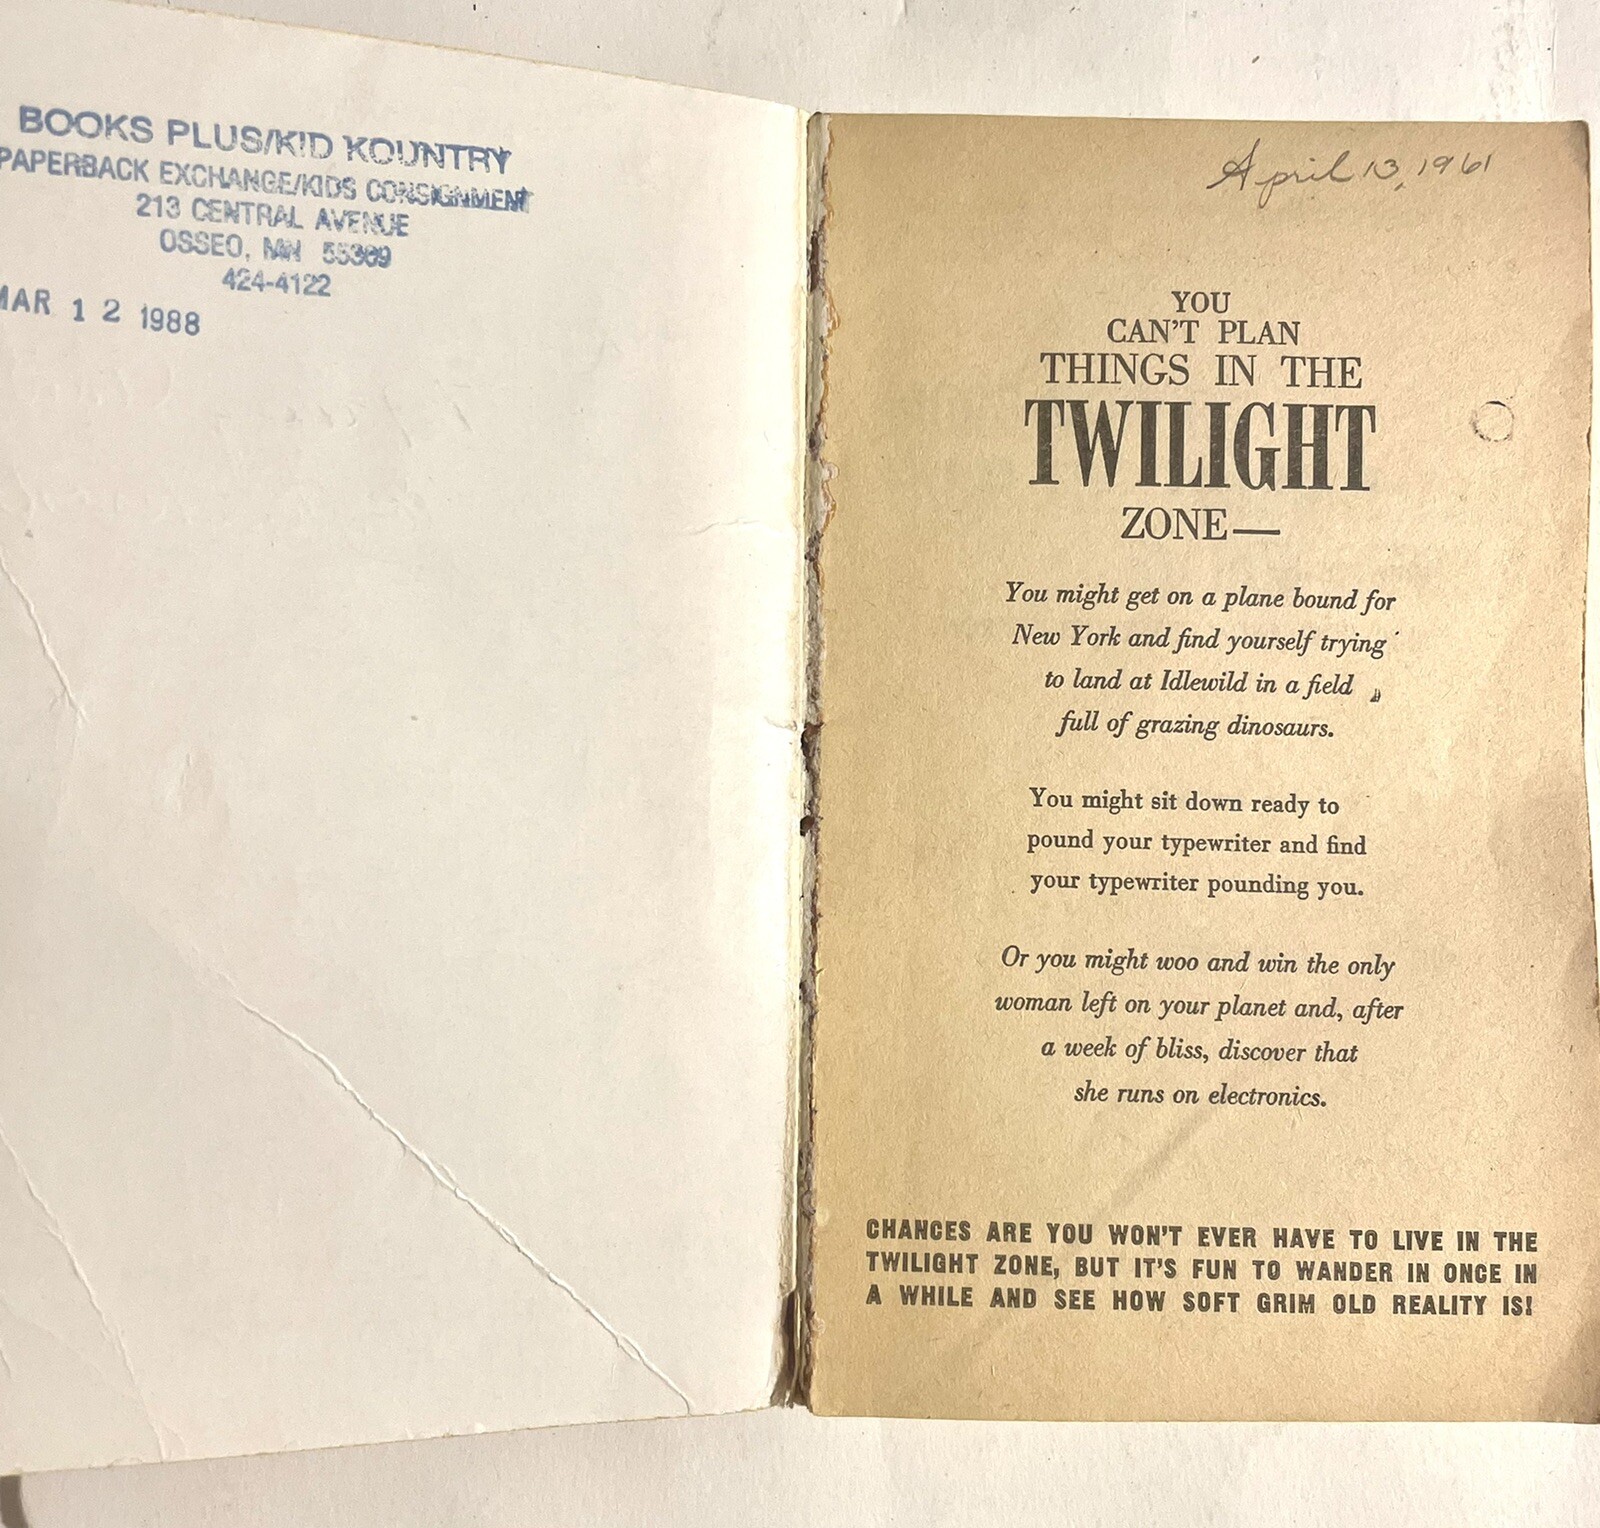 BOOKS PLUS/KID KOUNTRY
PAPERBACK EXCHANGE/KIDS CONSIGNMENT
213 CENTRAL AVENUE
OSSEO, MN 55369
424-4122
MAR 12 1988
April 13, 1961
YOU
CAN'T PLAN
THINGS IN THE
TWILIGHT
ZONE—
You might get on a plane bound for
New York and find yourself trying
to land at Idlewild in a field
full of grazing dinosaurs.
You might sit down ready to
pound your typewriter and find
your typewriter pounding you.
Or you might woo and win the only
woman left on your planet and, after
a week of bliss, discover that
she runs on electronics.
CHANCES ARE YOU WON'T EVER HAVE TO LIVE IN THE
TWILIGHT ZONE, BUT IT'S FUN TO WANDER IN ONCE IN
A WHILE AND SEE HOW SOFT GRIM OLD REALITY IS!